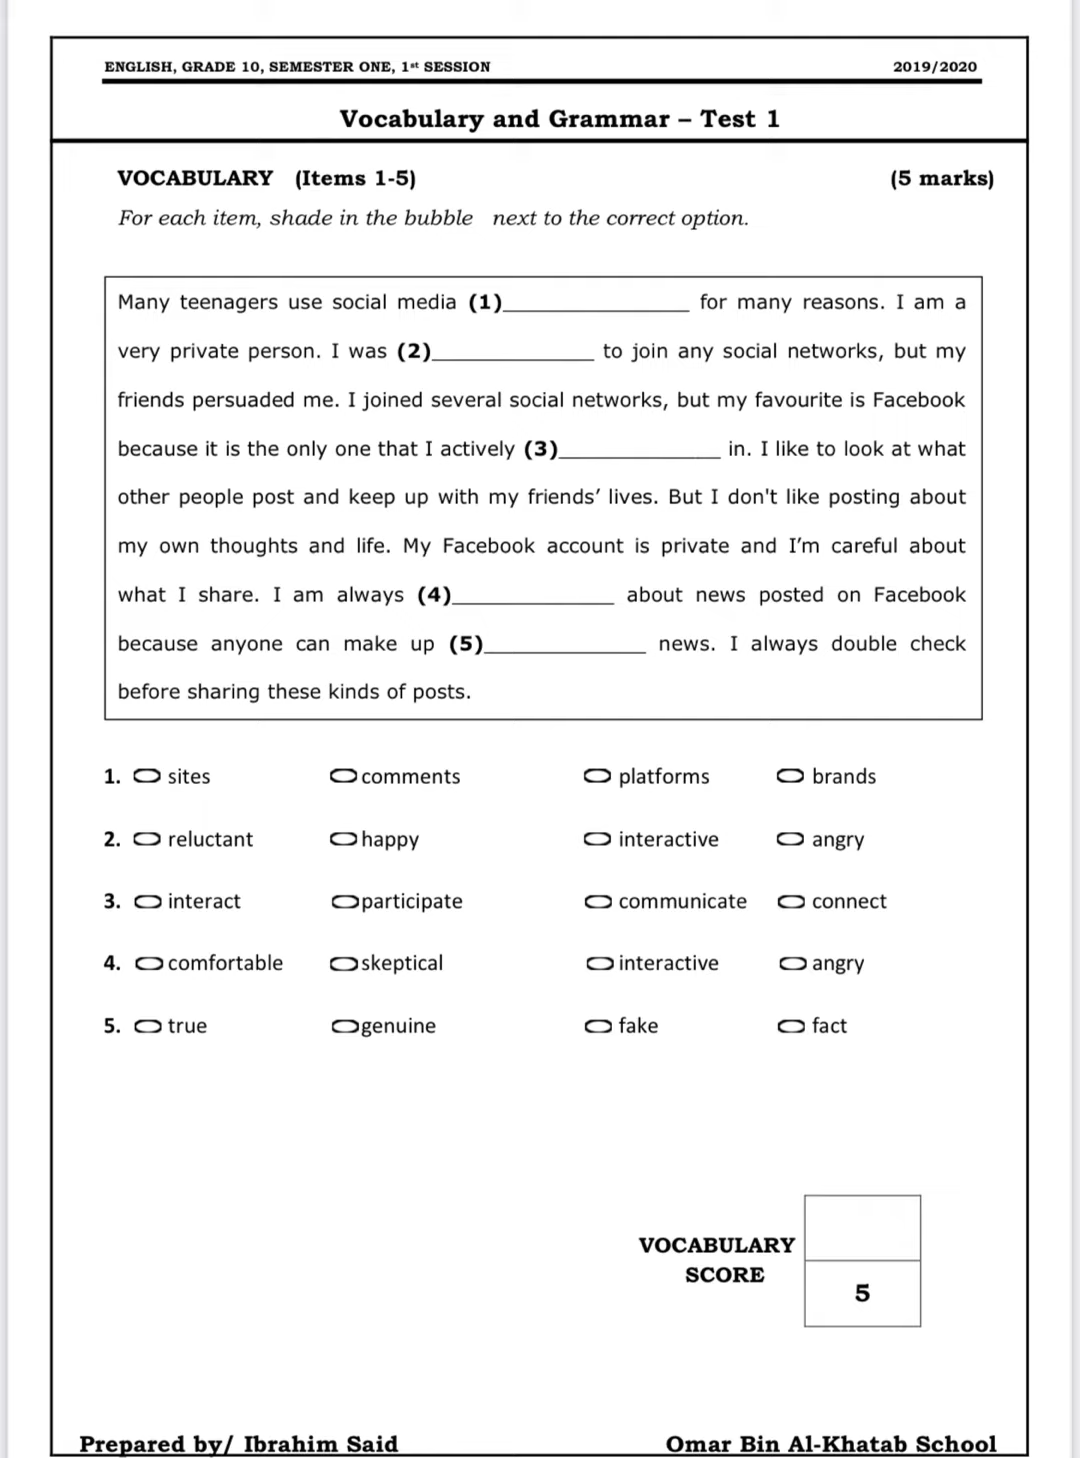 ENGLISH, GRADE 10, SEMESTER ONE, 1st SESSION 2019/2020
Vocabulary and Grammar – Test 1
VOCABULARY (Items 1-5) (5 marks)
For each item, shade in the bubble next to the correct option.
Many teenagers use social media (1)_________________ for many reasons. I am a
very private person. I was (2)_______________ to join any social networks, but my
friends persuaded me. I joined several social networks, but my favourite is Facebook
because it is the only one that I actively (3)_______________ in. I like to look at what
other people post and keep up with my friends’ lives. But I don't like posting about
my own thoughts and life. My Facebook account is private and I’m careful about
what I share. I am always (4)_______________ about news posted on Facebook
because anyone can make up (5)_______________ news. I always double check
before sharing these kinds of posts.
1. sites comments platforms brands
2. reluctant happy interactive angry
3. interact participate communicate connect
4. comfortable skeptical interactive angry
5. true genuine fake fact
VOCABULARY
SCORE
5
Prepared by/ Ibrahim Said Omar Bin Al-Khatab School